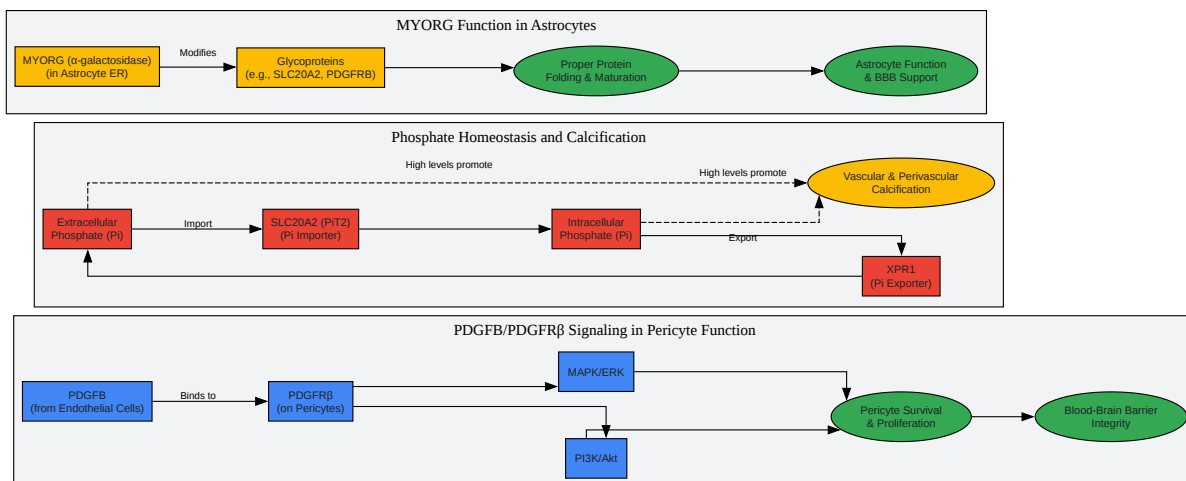 MYORG Function in Astrocytes
MYORG (α-galactosidase)
(in Astrocyte ER)
Modifies
Glycoproteins
(e.g., SLC20A2, PDGFRB)
Proper Protein
Folding & Maturation
Astrocyte Function
& BBB Support
Phosphate Homeostasis and Calcification
High levels promote
High levels promote
Vascular & Perivascular
Calcification
Extracellular
Phosphate (Pi)
Import
SLC20A2 (PiT2)
(Pi Importer)
Intracellular
Phosphate (Pi)
Export
XPR1
(Pi Exporter)
PDGFB/PDGFRβ Signaling in Pericyte Function
PDGFB
(from Endothelial Cells)
Binds to
PDGFRβ
(on Pericytes)
MAPK/ERK
PI3K/Akt
Pericyte Survival
& Proliferation
Blood-Brain Barrier
Integrity